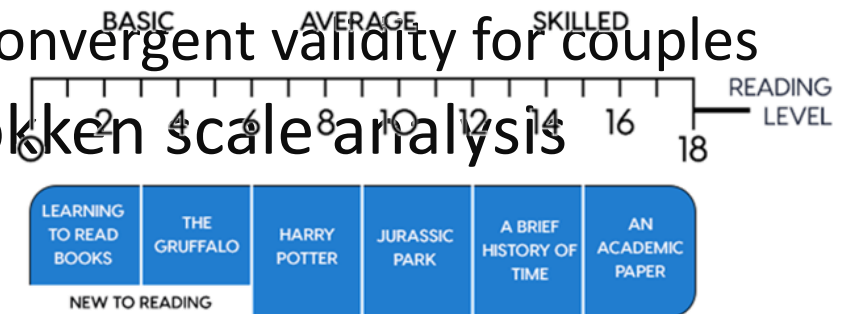 BASIC AVERAGE SKILLED
onvergent validity for couples
READING
LEVEL
0 2 4 6 8 10 12 14 16 18
okken scale analysis
LEARNING
TO READ
BOOKS
THE
GRUFFALO
HARRY
POTTER
JURASSIC
PARK
A BRIEF
HISTORY OF
TIME
AN
ACADEMIC
PAPER
NEW TO READING